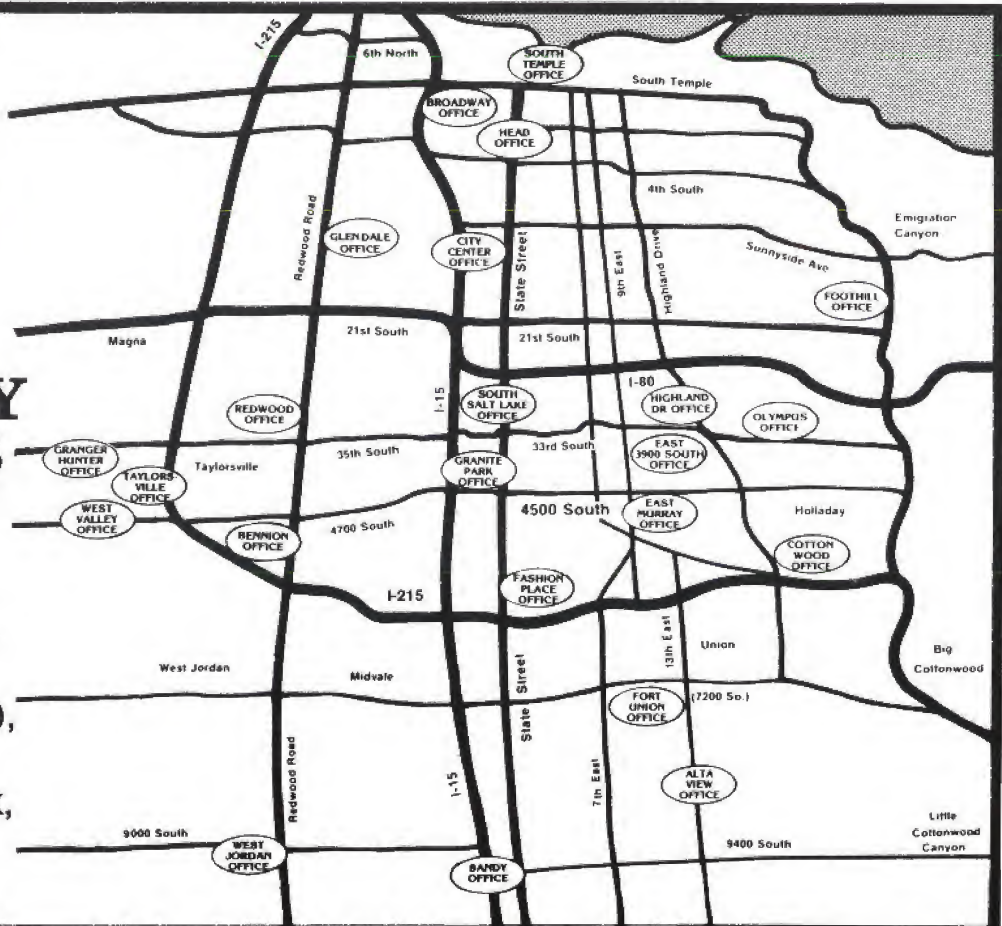 I-215
6th North
SOUTH
TEMPLE
OFFICE
South Temple
BROADWAY
OFFICE
HEAD
OFFICE
4th South
Redwood Road
GLENDALE
OFFICE
CITY
CENTER
OFFICE
State Street
9th East
Highland Drive
Sunnyside Ave
Emigration
Canyon
FOOTHILL
OFFICE
Magna
21st South
21st South
I-80
Y
REDWOOD
OFFICE
I-15
SOUTH
SALT LAKE
OFFICE
HIGHLAND
DR OFFICE
OLYMPUS
OFFICE
GRANGER
HUNTER
OFFICE
TAYLORS-
VILLE
OFFICE
Taylorsville
35th South
GRANITE
PARK
OFFICE
33rd South
EAST
3900 SOUTH
OFFICE
WEST
VALLEY
OFFICE
BENNION
OFFICE
4700 South
4500 South
EAST
MURRAY
OFFICE
Holladay
COTTON
WOOD
OFFICE
I-215
FASHION
PLACE
OFFICE
13th East
Union
Big
Cottonwood
West Jordan
Midvale
State Street
FORT
UNION
OFFICE
(7200 So.)
Redwood Road
I-15
7th East
ALTA
VIEW
OFFICE
Little
Cottonwood
Canyon
9000 South
WEST
JORDAN
OFFICE
SANDY
OFFICE
9400 South